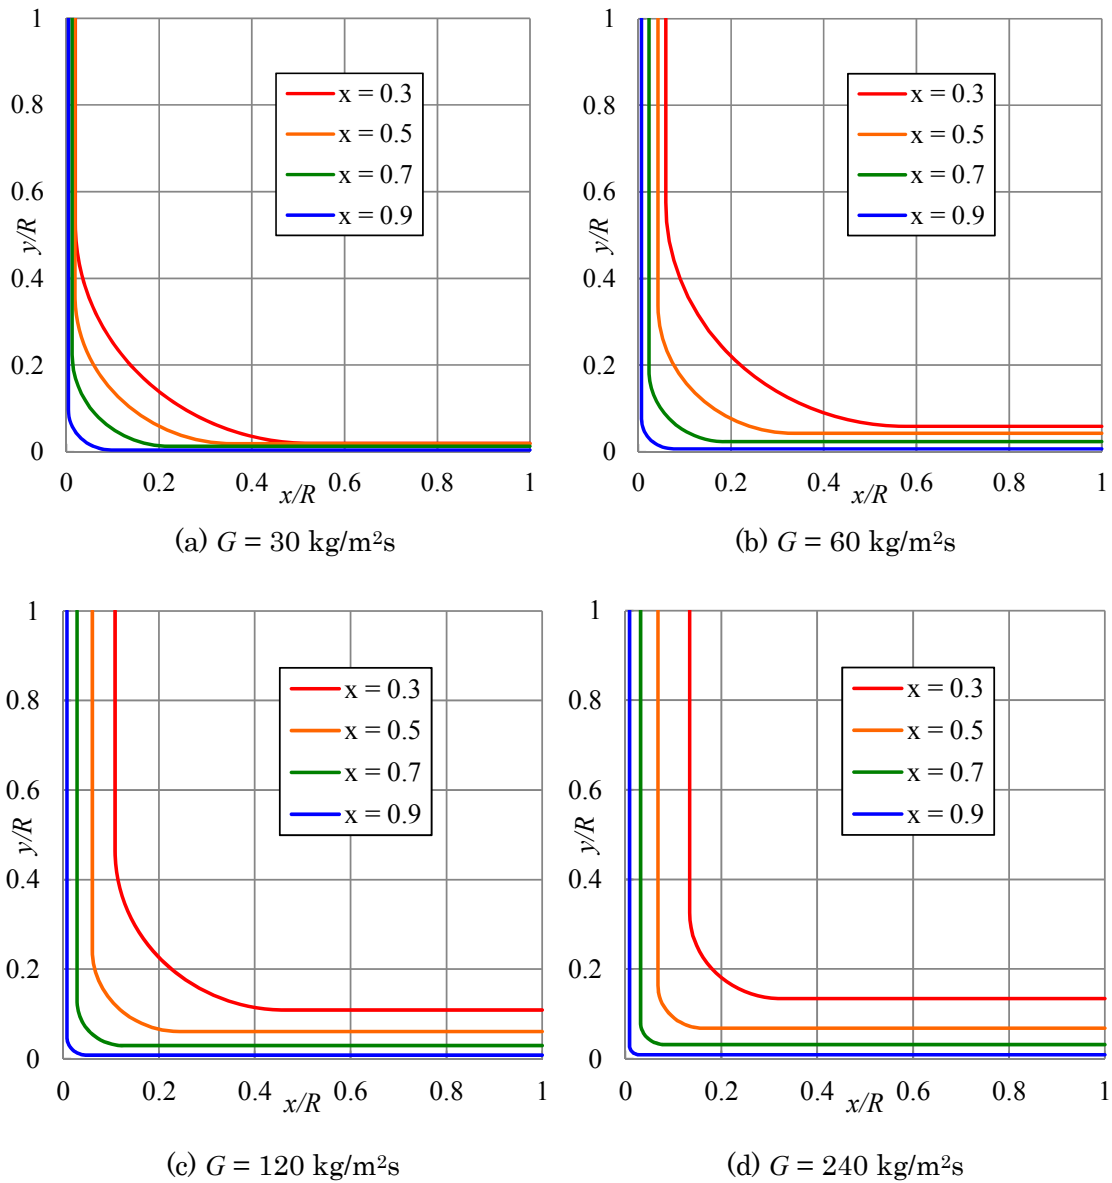 1
0.8
0.6
0.4
0.2
0
y/R
x = 0.3
x = 0.5
x = 0.7
x = 0.9
0 0.2 0.4 0.6 0.8 1
x/R
(a) G = 30 kg/m²s
1
0.8
0.6
0.4
0.2
0
y/R
x = 0.3
x = 0.5
x = 0.7
x = 0.9
0 0.2 0.4 0.6 0.8 1
x/R
(b) G = 60 kg/m²s
1
0.8
0.6
0.4
0.2
0
y/R
x = 0.3
x = 0.5
x = 0.7
x = 0.9
0 0.2 0.4 0.6 0.8 1
x/R
(c) G = 120 kg/m²s
1
0.8
0.6
0.4
0.2
0
y/R
x = 0.3
x = 0.5
x = 0.7
x = 0.9
0 0.2 0.4 0.6 0.8 1
x/R
(d) G = 240 kg/m²s